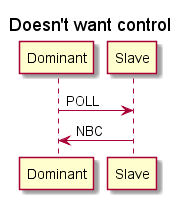 Doesn't want control
Dominant Slave
POLL
NBC
Dominant Slave